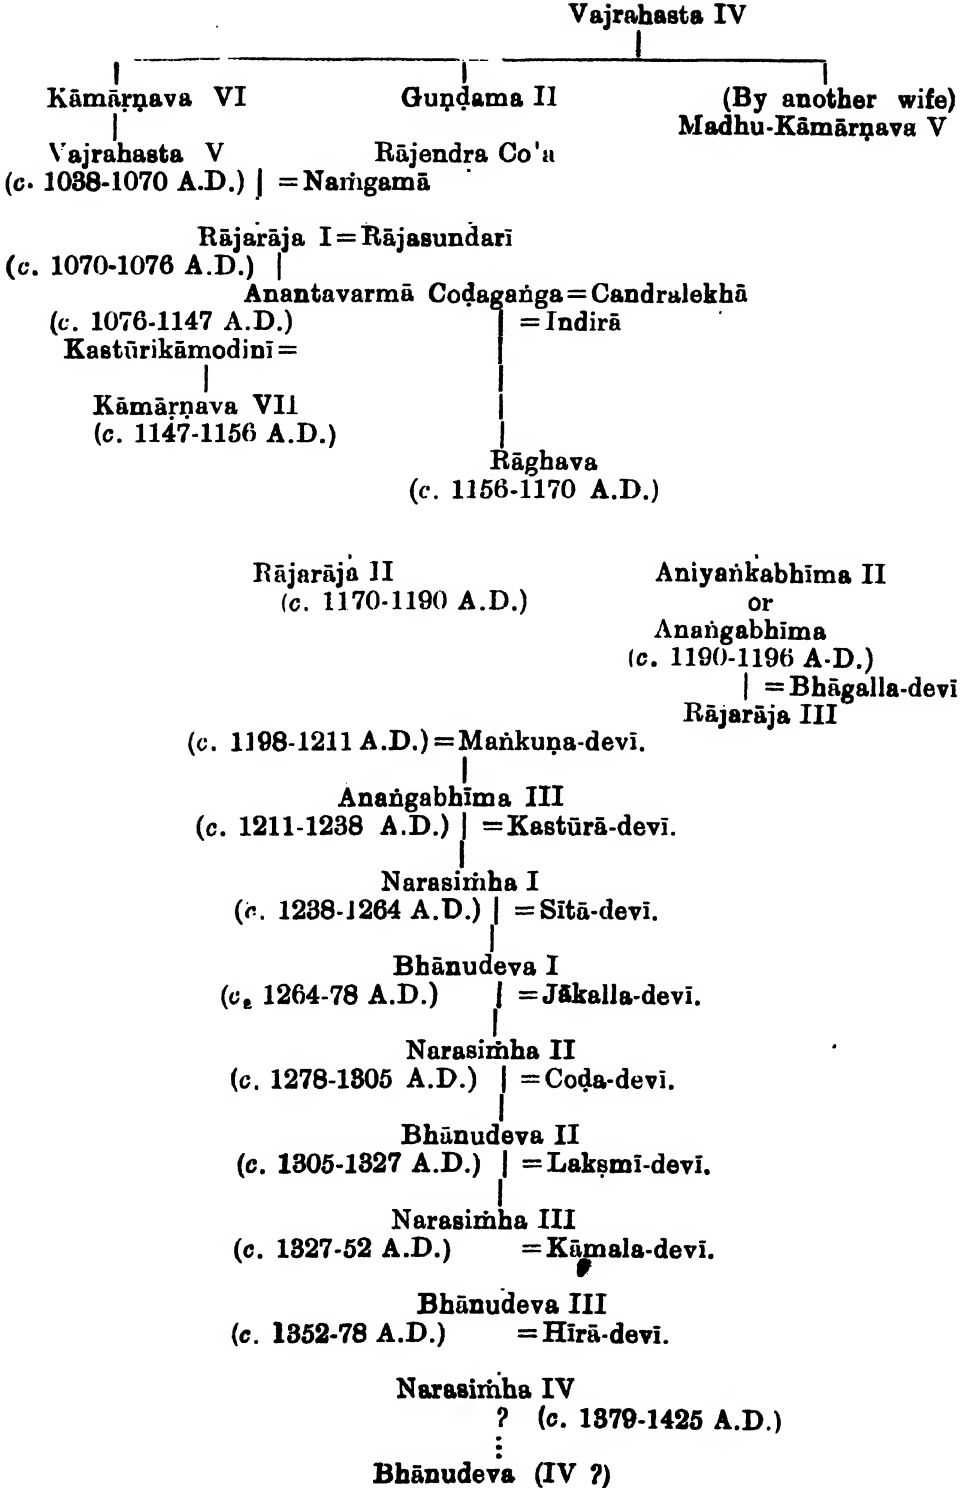 Vajrahasta IV
Kāmārṇava VI Guṇḍama II (By another wife)
Madhu-Kāmārṇava V
Vajrahasta V Rājendra Co'a
(c. 1038-1070 A.D.) | =Naṁgamā
Rājarāja I=Rājasundarī
(c. 1070-1076 A.D.) |
Anantavarmā Coḍagaṅga=Candralekhā
(c. 1076-1147 A.D.) =Indirā
Kastūrikāmodinī=
Kāmārṇava VII
(c. 1147-1156 A.D.)
Rāghava
(c. 1156-1170 A.D.)
Rājarāja II Aniyaṅkabhīma II
(c. 1170-1190 A.D.) or
Anaṅgabhīma
(c. 1190-1196 A.D.)
| =Bhāgalla-devī
Rājarāja III
(c. 1198-1211 A.D.)=Maṅkuṇa-devī.
Anaṅgabhīma III
(c. 1211-1238 A.D.) | =Kastūrā-devī.
Narasiṁha I
(c. 1238-1264 A.D.) | =Sītā-devī.
Bhānudeva I
(c. 1264-78 A.D.) | =Jākalla-devī.
Narasiṁha II
(c. 1278-1305 A.D.) | =Coḍa-devī.
Bhānudeva II
(c. 1305-1327 A.D.) | =Lakṣmī-devī.
Narasiṁha III
(c. 1327-52 A.D.) =Kāmala-devī.
Bhānudeva III
(c. 1352-78 A.D.) =Hīrā-devī.
Narasiṁha IV
? (c. 1379-1425 A.D.)
Bhānudeva (IV ?)